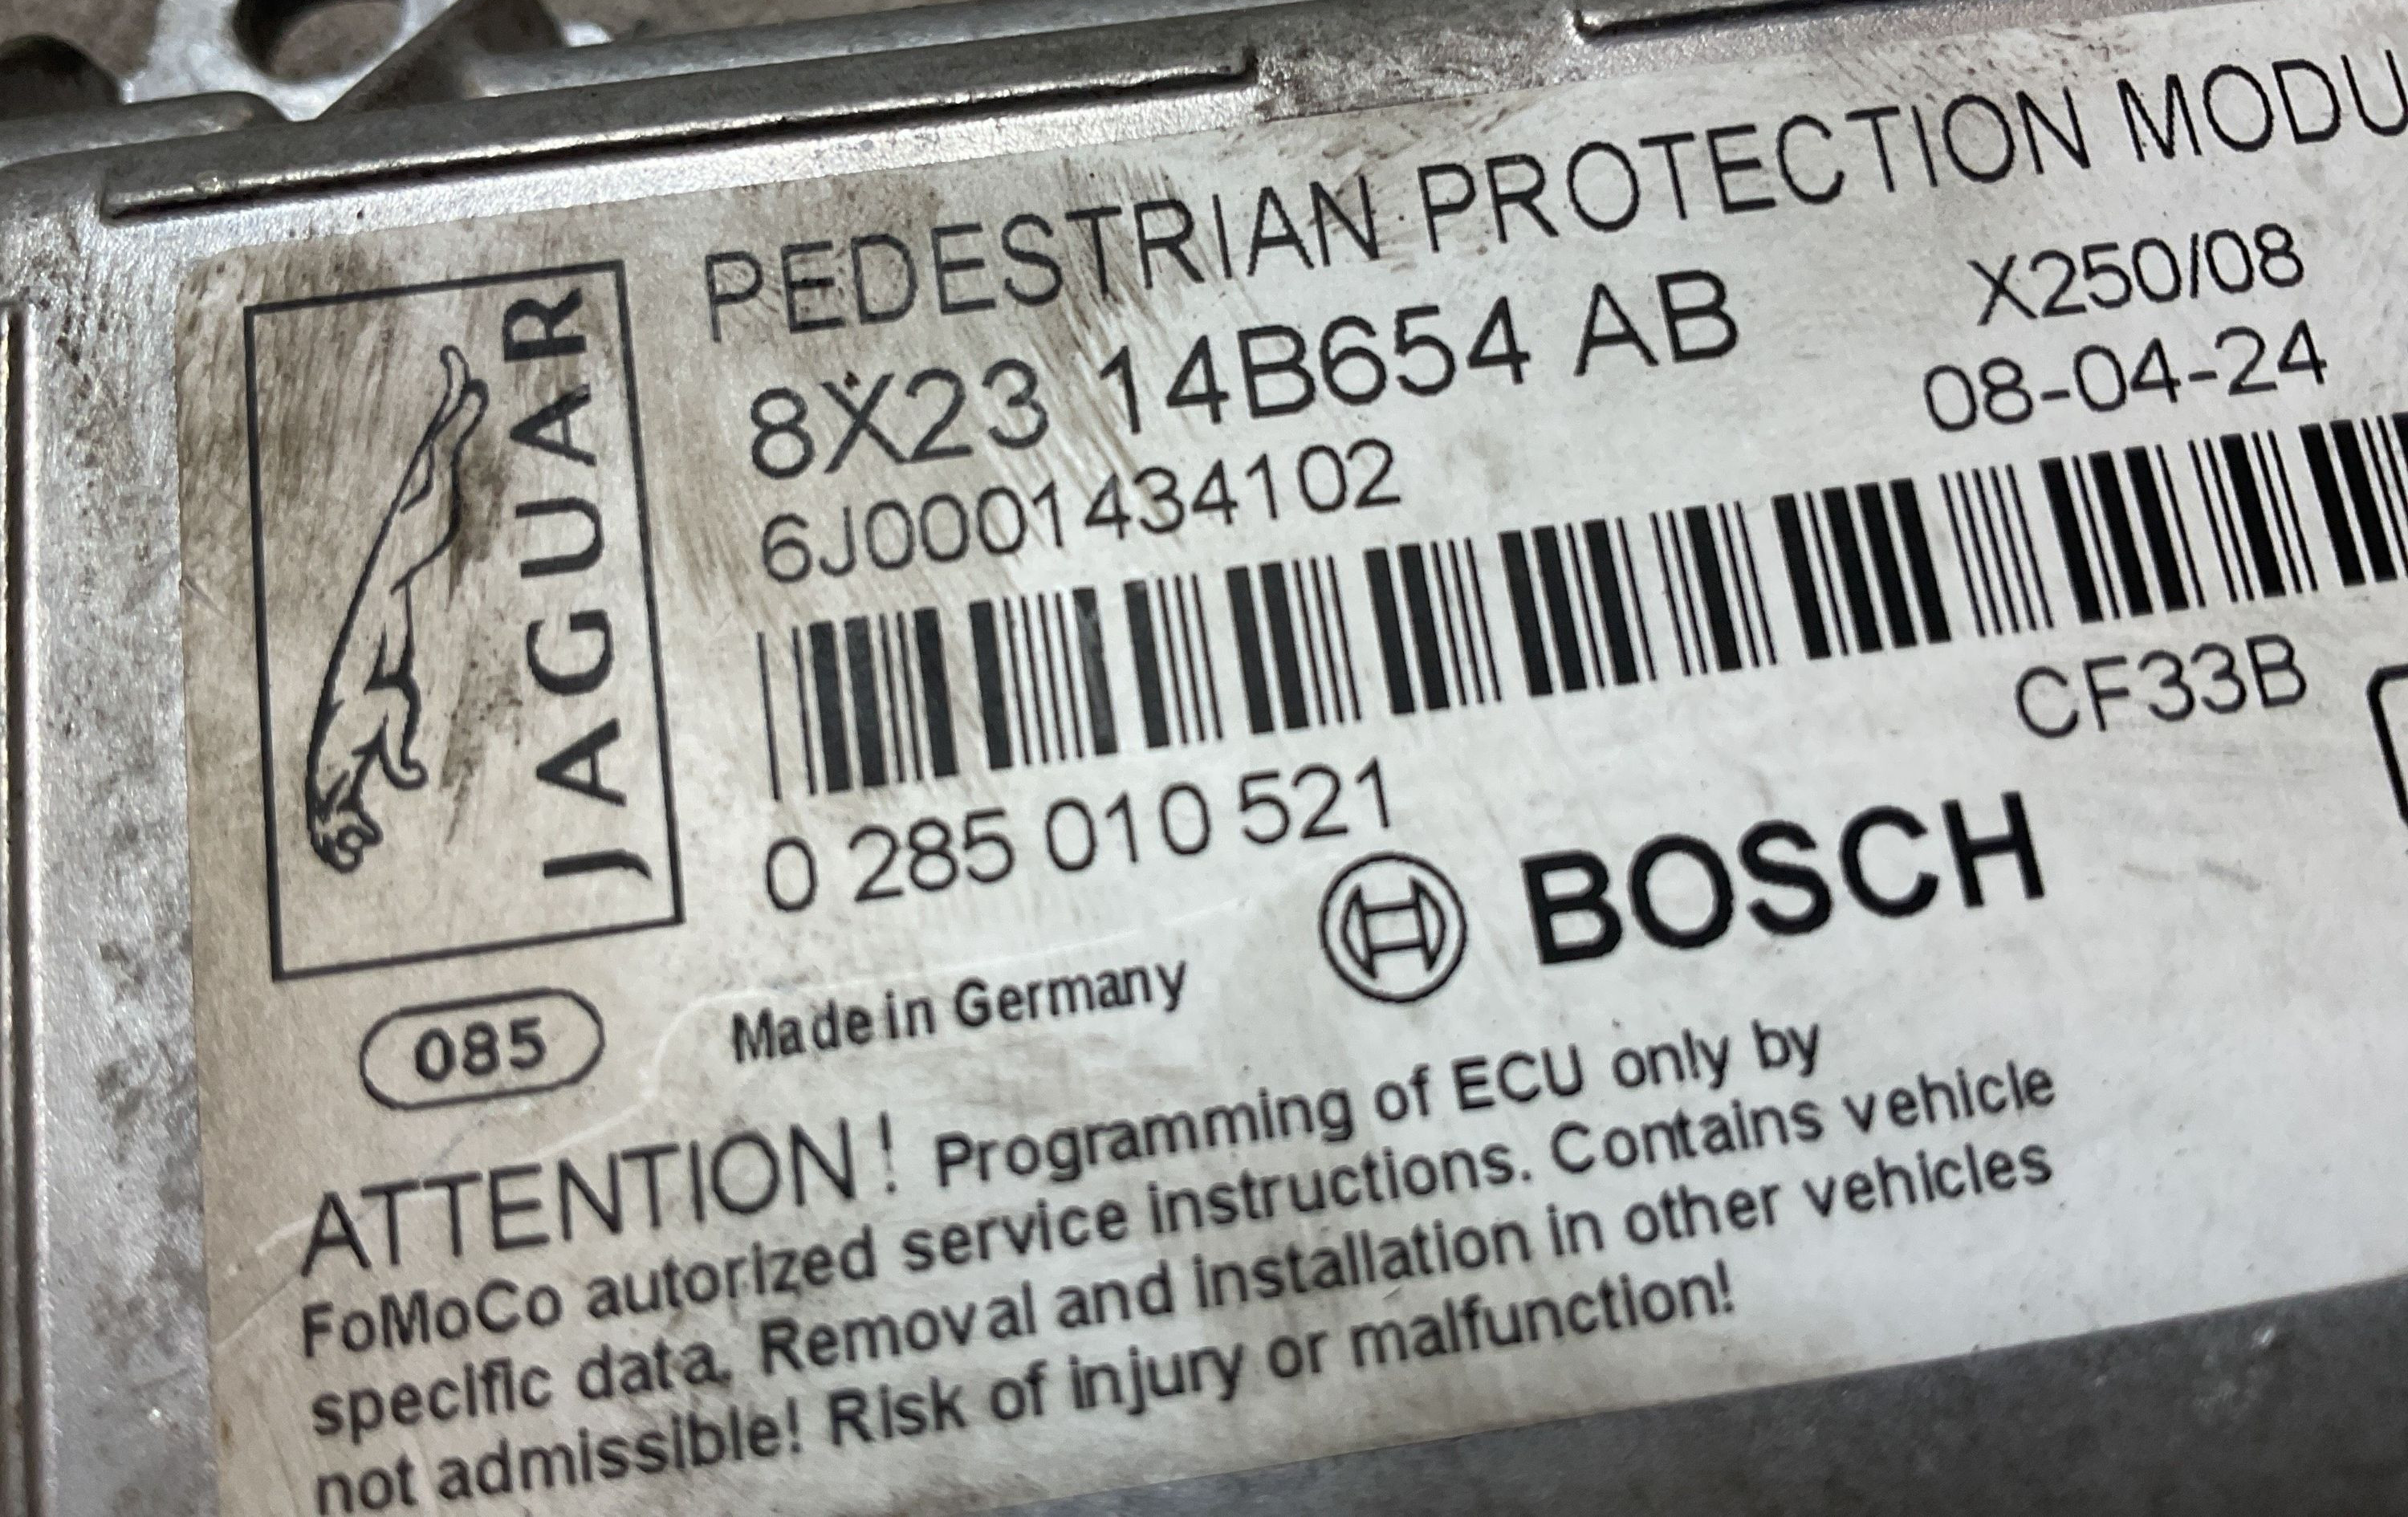 PEDESTRIAN PROTECTION MODU
8X23 14B654 AB
X250/08
6J0001434102
08-04-24
JAGUAR
CF33B
0 285 010 521
BOSCH
085
Made in Germany
ATTENTION! Programming of ECU only by
FoMoCo autorized service instructions. Contains vehicle
specific data. Removal and installation in other vehicles
not admissible! Risk of injury or malfunction!